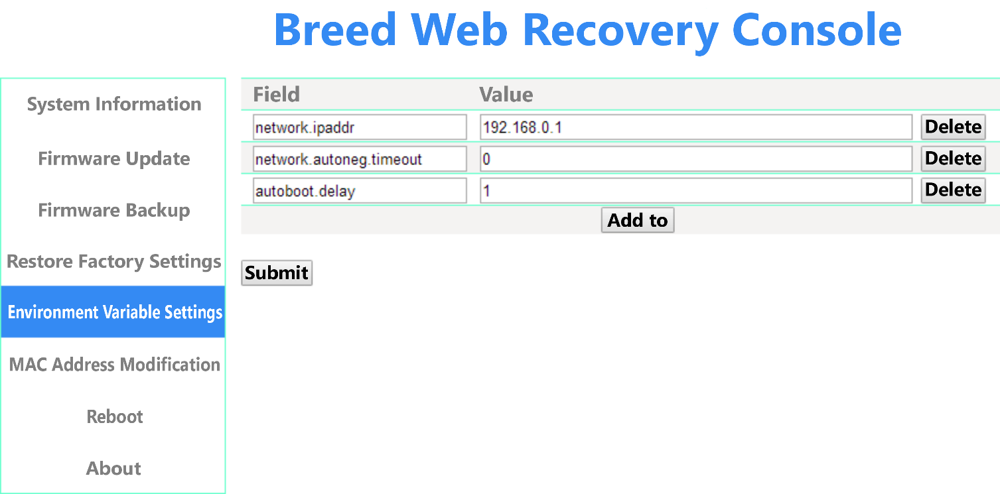 Breed Web Recovery Console
System Information
Firmware Update
Firmware Backup
Restore Factory Settings
Environment Variable Settings
MAC Address Modification
Reboot
About
Field Value
network.ipaddr 192.168.0.1 Delete
network.autoneg.timeout 0 Delete
autoboot.delay 1 Delete
Add to
Submit